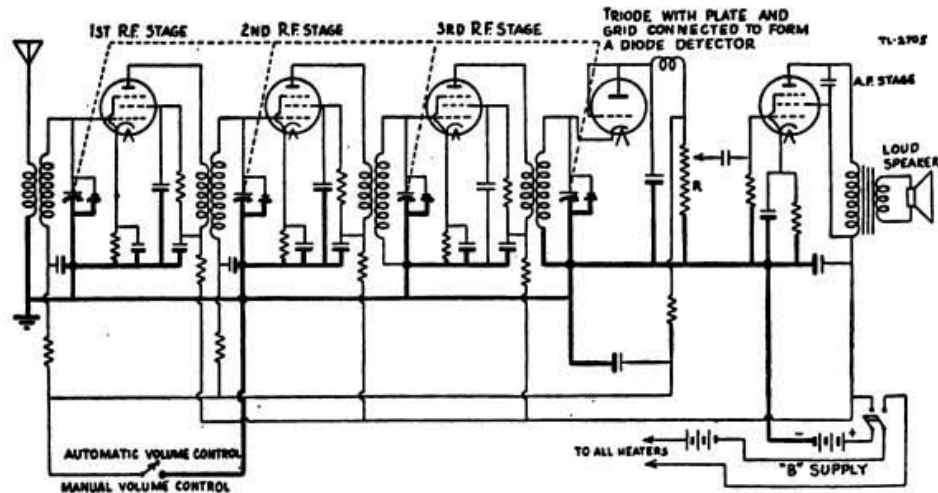 1ST R.F. STAGE
2ND R.F. STAGE
3RD R.F. STAGE
TRIODE WITH PLATE AND
GRID CONNECTED TO FORM
A DIODE DETECTOR
TL-2705
A.F. STAGE
LOUD
SPEAKER
R
AUTOMATIC VOLUME CONTROL
MANUAL VOLUME CONTROL
TO ALL HEATERS
- +
"B" SUPPLY